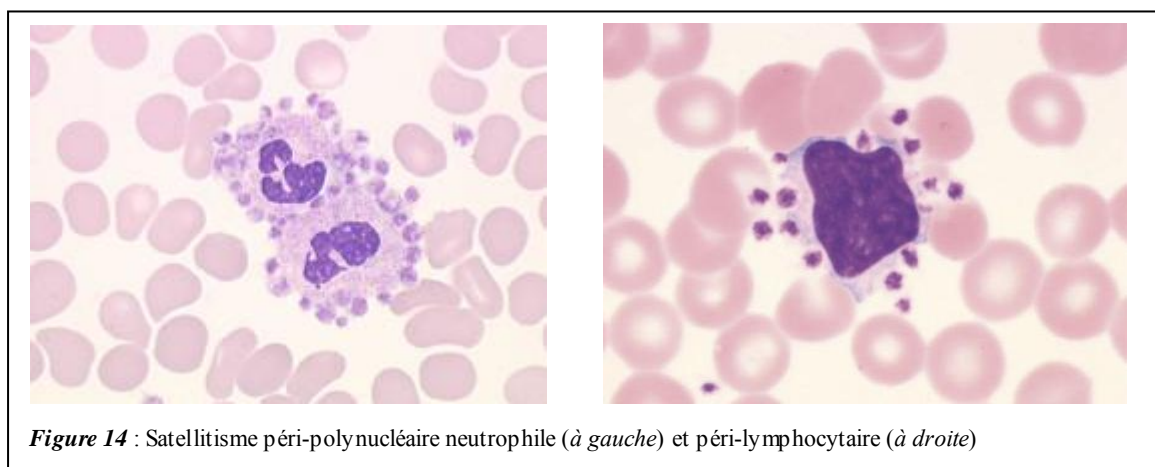 Figure 14 : Satellitisme péri-polynucléaire neutrophile (à gauche) et péri-lymphocytaire (à droite)